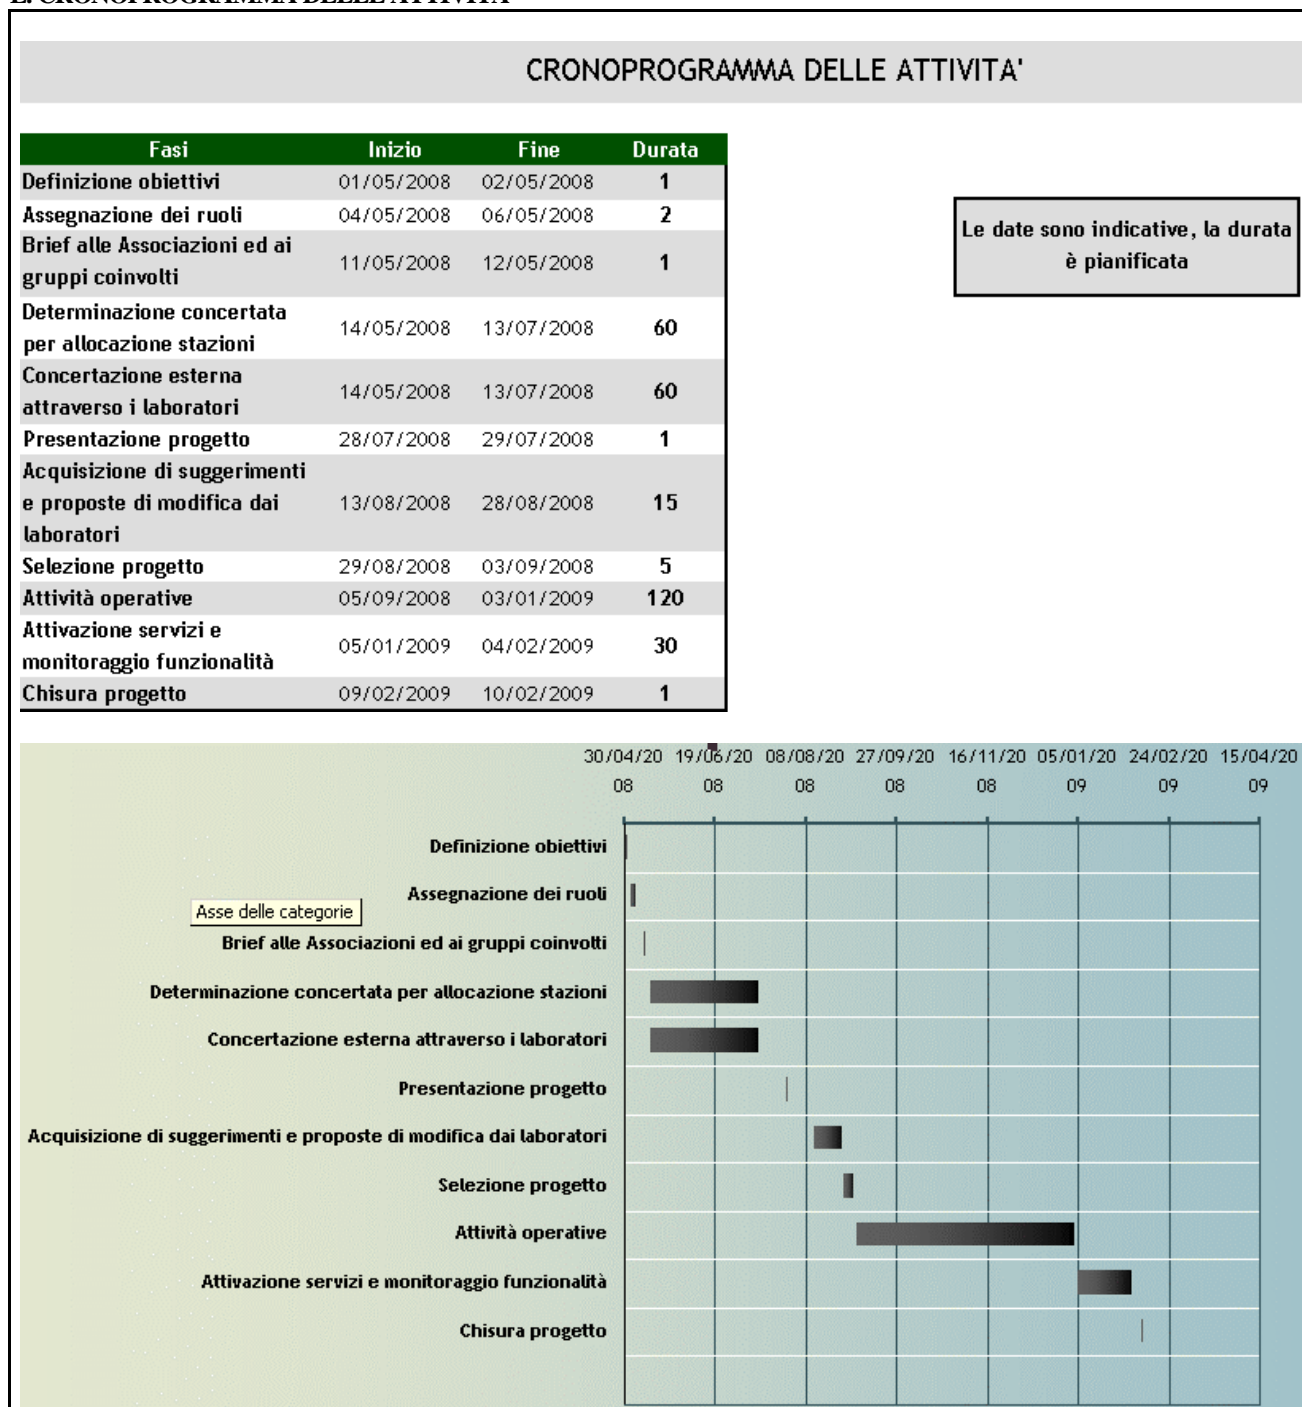 E. CRONOPROGRAMMA DELLE ATTIVITA'
CRONOPROGRAMMA DELLE ATTIVITA'
Fasi Inizio Fine Durata
Definizione obiettivi 01/05/2008 02/05/2008 1
Assegnazione dei ruoli 04/05/2008 06/05/2008 2
Brief alle Associazioni ed ai
gruppi coinvolti 11/05/2008 12/05/2008 1
Determinazione concertata
per allocazione stazioni 14/05/2008 13/07/2008 60
Concertazione esterna
attraverso i laboratori 14/05/2008 13/07/2008 60
Presentazione progetto 28/07/2008 29/07/2008 1
Acquisizione di suggerimenti
e proposte di modifica dai 13/08/2008 28/08/2008 15
laboratori
Selezione progetto 29/08/2008 03/09/2008 5
Attività operative 05/09/2008 03/01/2009 120
Attivazione servizi e
monitoraggio funzionalità 05/01/2009 04/02/2009 30
Chisura progetto 09/02/2009 10/02/2009 1
Le date sono indicative, la durata
è pianificata
30/04/20 19/06/20 08/08/20 27/09/20 16/11/20 05/01/20 24/02/20 15/04/20
08 08 08 08 08 09 09 09
Definizione obiettivi
Assegnazione dei ruoli
Asse delle categorie
Brief alle Associazioni ed ai gruppi coinvolti
Determinazione concertata per allocazione stazioni
Concertazione esterna attraverso i laboratori
Presentazione progetto
Acquisizione di suggerimenti e proposte di modifica dai laboratori
Selezione progetto
Attività operative
Attivazione servizi e monitoraggio funzionalità
Chisura progetto